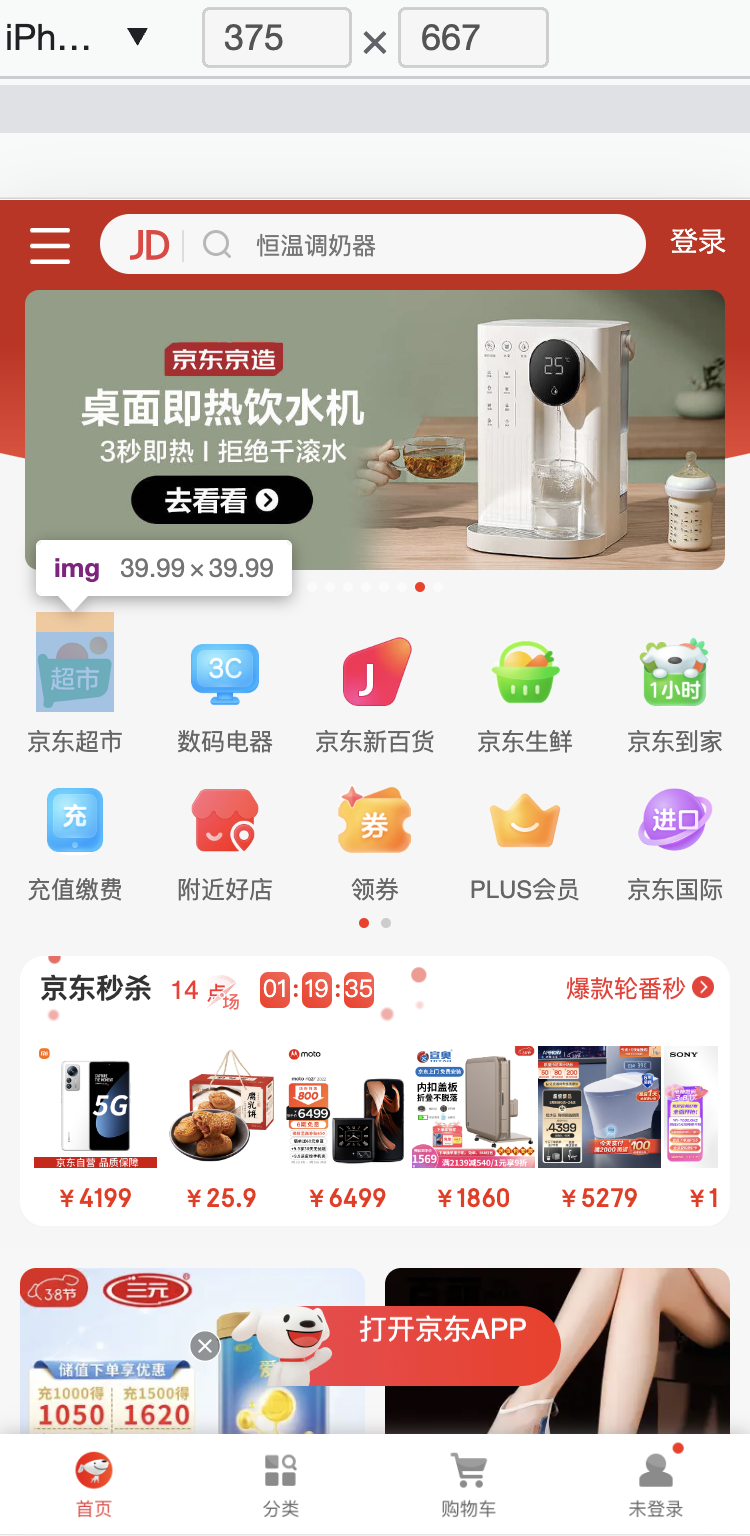 iPh...
375 × 667
JD 恒温调奶器 登录
京东京造
桌面即热饮水机
3秒即热丨拒绝千滚水
去看看
25
img 39.99×39.99
超市 3C J 1小时
京东超市 数码电器 京东新百货 京东生鲜 京东到家
充 券 进口
充值缴费 附近好店 领券 PLUS会员 京东国际
京东秒杀 14 点场 01:19:35 爆款轮番秒
5G
京东自营 品质保障
腐乳饼
moto
800
6499
内扣盖板
折叠不脱落
1569
满2139减540/1元享9折
4399
SONY
¥4199 ¥25.9 ¥6499 ¥1860 ¥5279 ¥1
38节 三元
打开京东APP
储值下单享优惠
充1000得 充1500得
1050 1620
爱
首页 分类 购物车 未登录